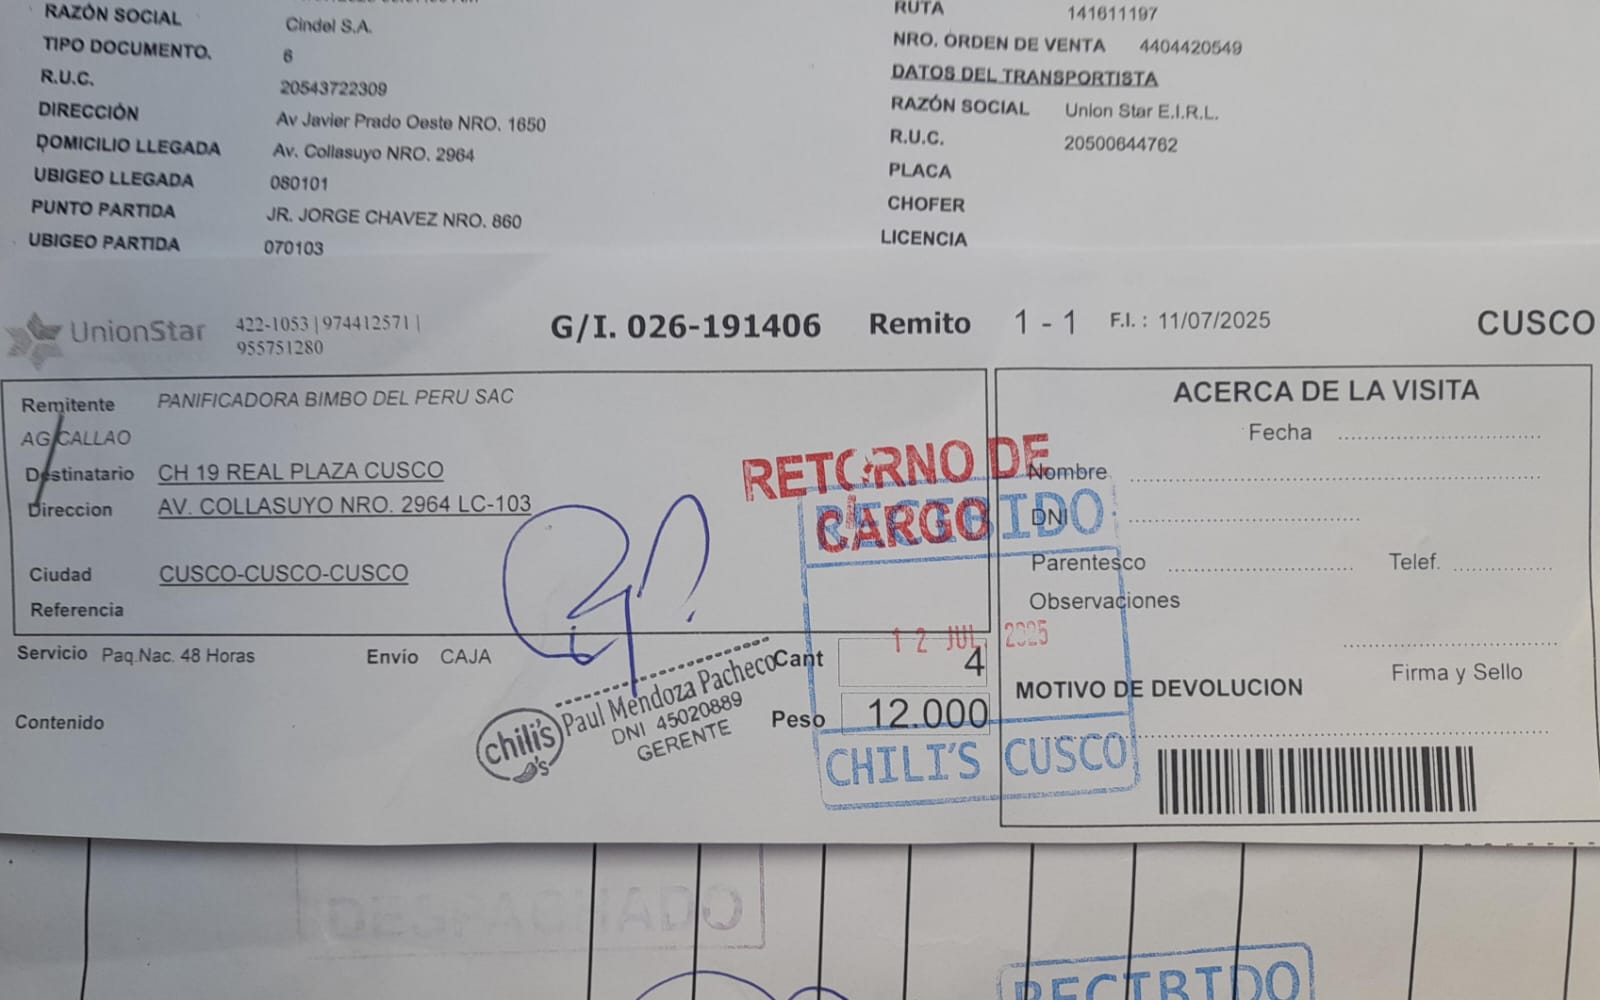 RAZÓN SOCIAL Cindel S.A.
TIPO DOCUMENTO. 6
R.U.C. 20543722309
DIRECCIÓN Av Javier Prado Oeste NRO. 1650
DOMICILIO LLEGADA Av. Collasuyo NRO. 2964
UBIGEO LLEGADA 080101
PUNTO PARTIDA JR. JORGE CHAVEZ NRO. 860
UBIGEO PARTIDA 070103
RUTA 141611197
NRO. ORDEN DE VENTA 4404420549
DATOS DEL TRANSPORTISTA
RAZÓN SOCIAL Union Star E.I.R.L.
R.U.C. 20500644762
PLACA
CHOFER
LICENCIA
UnionStar 422-1053 | 974412571 |
955751280
G/I. 026-191406 Remito 1 - 1 F.I. : 11/07/2025 CUSCO
Remitente PANIFICADORA BIMBO DEL PERU SAC
AG CALLAO
Destinatario CH 19 REAL PLAZA CUSCO
Direccion AV. COLLASUYO NRO. 2964 LC-103
Ciudad CUSCO-CUSCO-CUSCO
Referencia
Servicio Paq.Nac. 48 Horas Envio CAJA
Cant 4
Contenido
Peso 12.000
chili's
Paul Mendoza Pacheco
DNI 45020889
GERENTE
RETORNO DE
CARGO
RECIBIDO
12 JUL 2025
CHILI'S CUSCO
ACERCA DE LA VISITA
Fecha
Nombre
DNI
Parentesco Telef.
Observaciones
Firma y Sello
MOTIVO DE DEVOLUCION
DESPACHADO
RECIBIDO